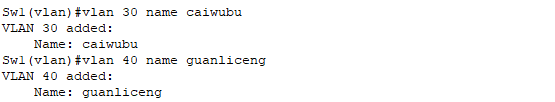 Sw1(vlan)#vlan 30 name caiwubu
VLAN 30 added:
    Name: caiwubu
Sw1(vlan)#vlan 40 name guanliceng
VLAN 40 added:
    Name: guanliceng